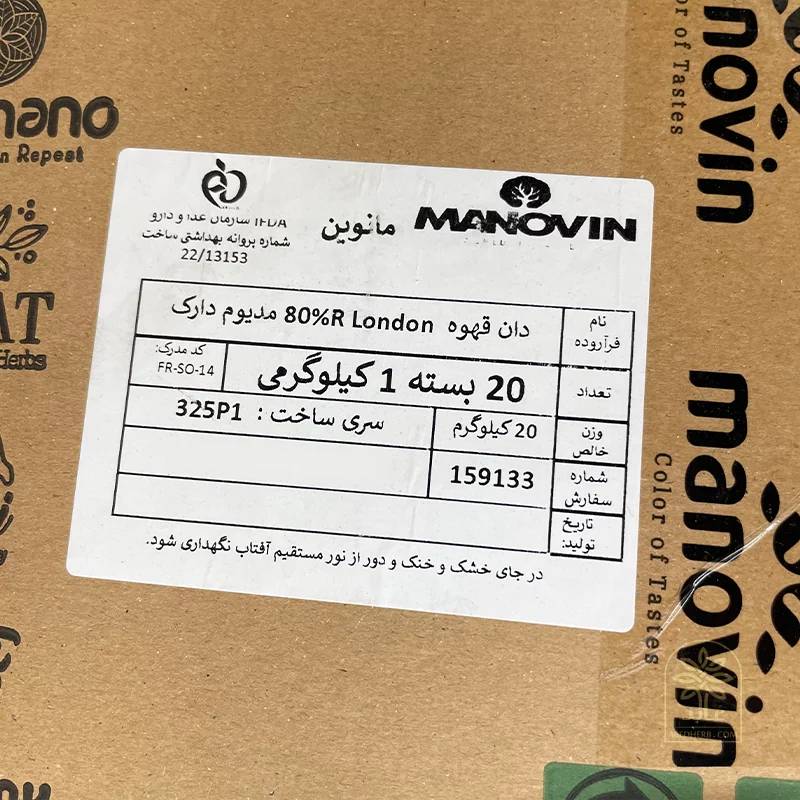 nano
n Repeat
AT
Herbs
manovin
Color of Tastes
MANOVIN
مانوین
IFDA سازمان غذا و دارو
شماره پروانه بهداشتی ساخت
22/13153
نام فرآورده
دان قهوه 80%R London مدیوم دارک
تعداد
20 بسته 1 کیلوگرمی
کد مدرک:
FR-SO-14
وزن خالص
20 کیلوگرم
سری ساخت : 325P1
شماره سفارش
159133
تاریخ تولید:
در جای خشک و خنک و دور از نور مستقیم آفتاب نگهداری شود.
manovin
Color of Tastes
ABEDHERB.COM